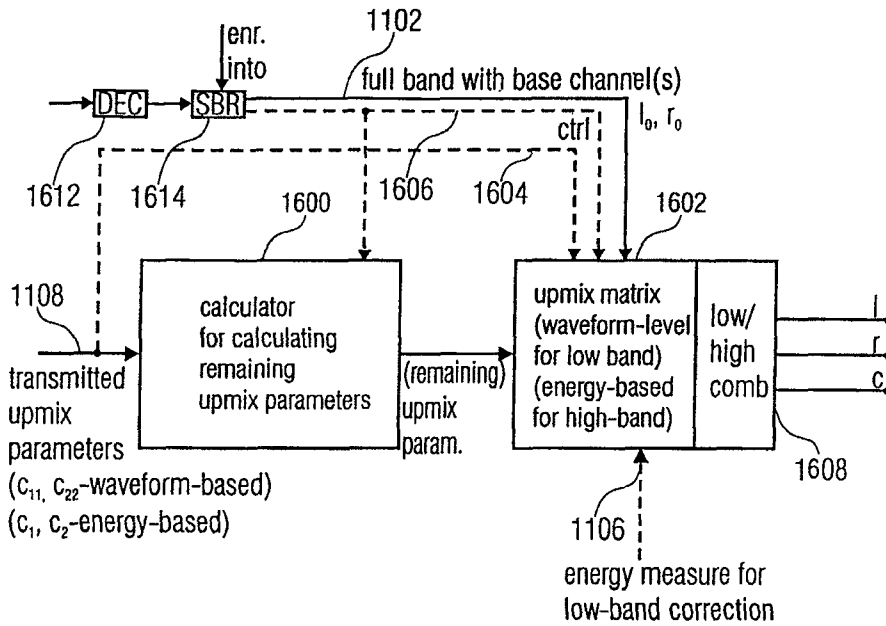 enr.
into
1102
full band with base channel(s)
DEC
SBR
l₀, r₀
ctrl
1612
1614
1606
1604
1600
1602
1108
calculator
for calculating
remaining
upmix parameters
upmix matrix
(waveform-level
for low band)
(energy-based
for high-band)
low/
high
comb
l
r
c
transmitted
upmix
parameters
(c₁₁, c₂₂-waveform-based)
(c₁, c₂-energy-based)
(remaining)
upmix
param.
1608
1106
energy measure for
low-band correction